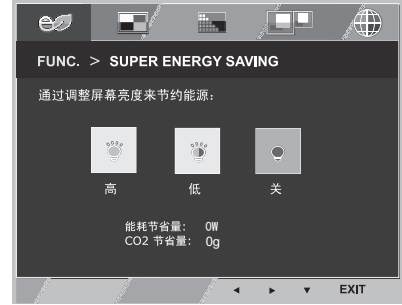 FUNC. > SUPER ENERGY SAVING
通过调整屏幕亮度来节约能源：
高 低 关
能耗节省量： 0W
CO2 节省量： 0g
EXIT